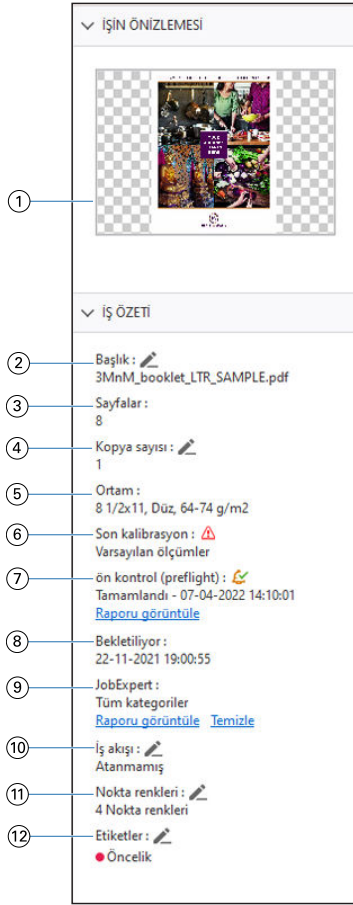 İŞİN ÖNİZLEMESİ
1
İŞ ÖZETİ
2 Başlık :
3MnM_booklet_LTR_SAMPLE.pdf
3 Sayfalar :
8
4 Kopya sayısı :
1
5 Ortam :
8 1/2x11, Düz, 64-74 g/m2
6 Son kalibrasyon :
Varsayılan ölçümler
7 ön kontrol (preflight) :
Tamamlandı - 07-04-2022 14:10:01
Raporu görüntüle
8 Bekletiliyor :
22-11-2021 19:00:55
9 JobExpert :
Tüm kategoriler
Raporu görüntüle Temizle
10 İş akışı :
Atanmamış
11 Nokta renkleri :
4 Nokta renkleri
12 Etiketler :
Öncelik